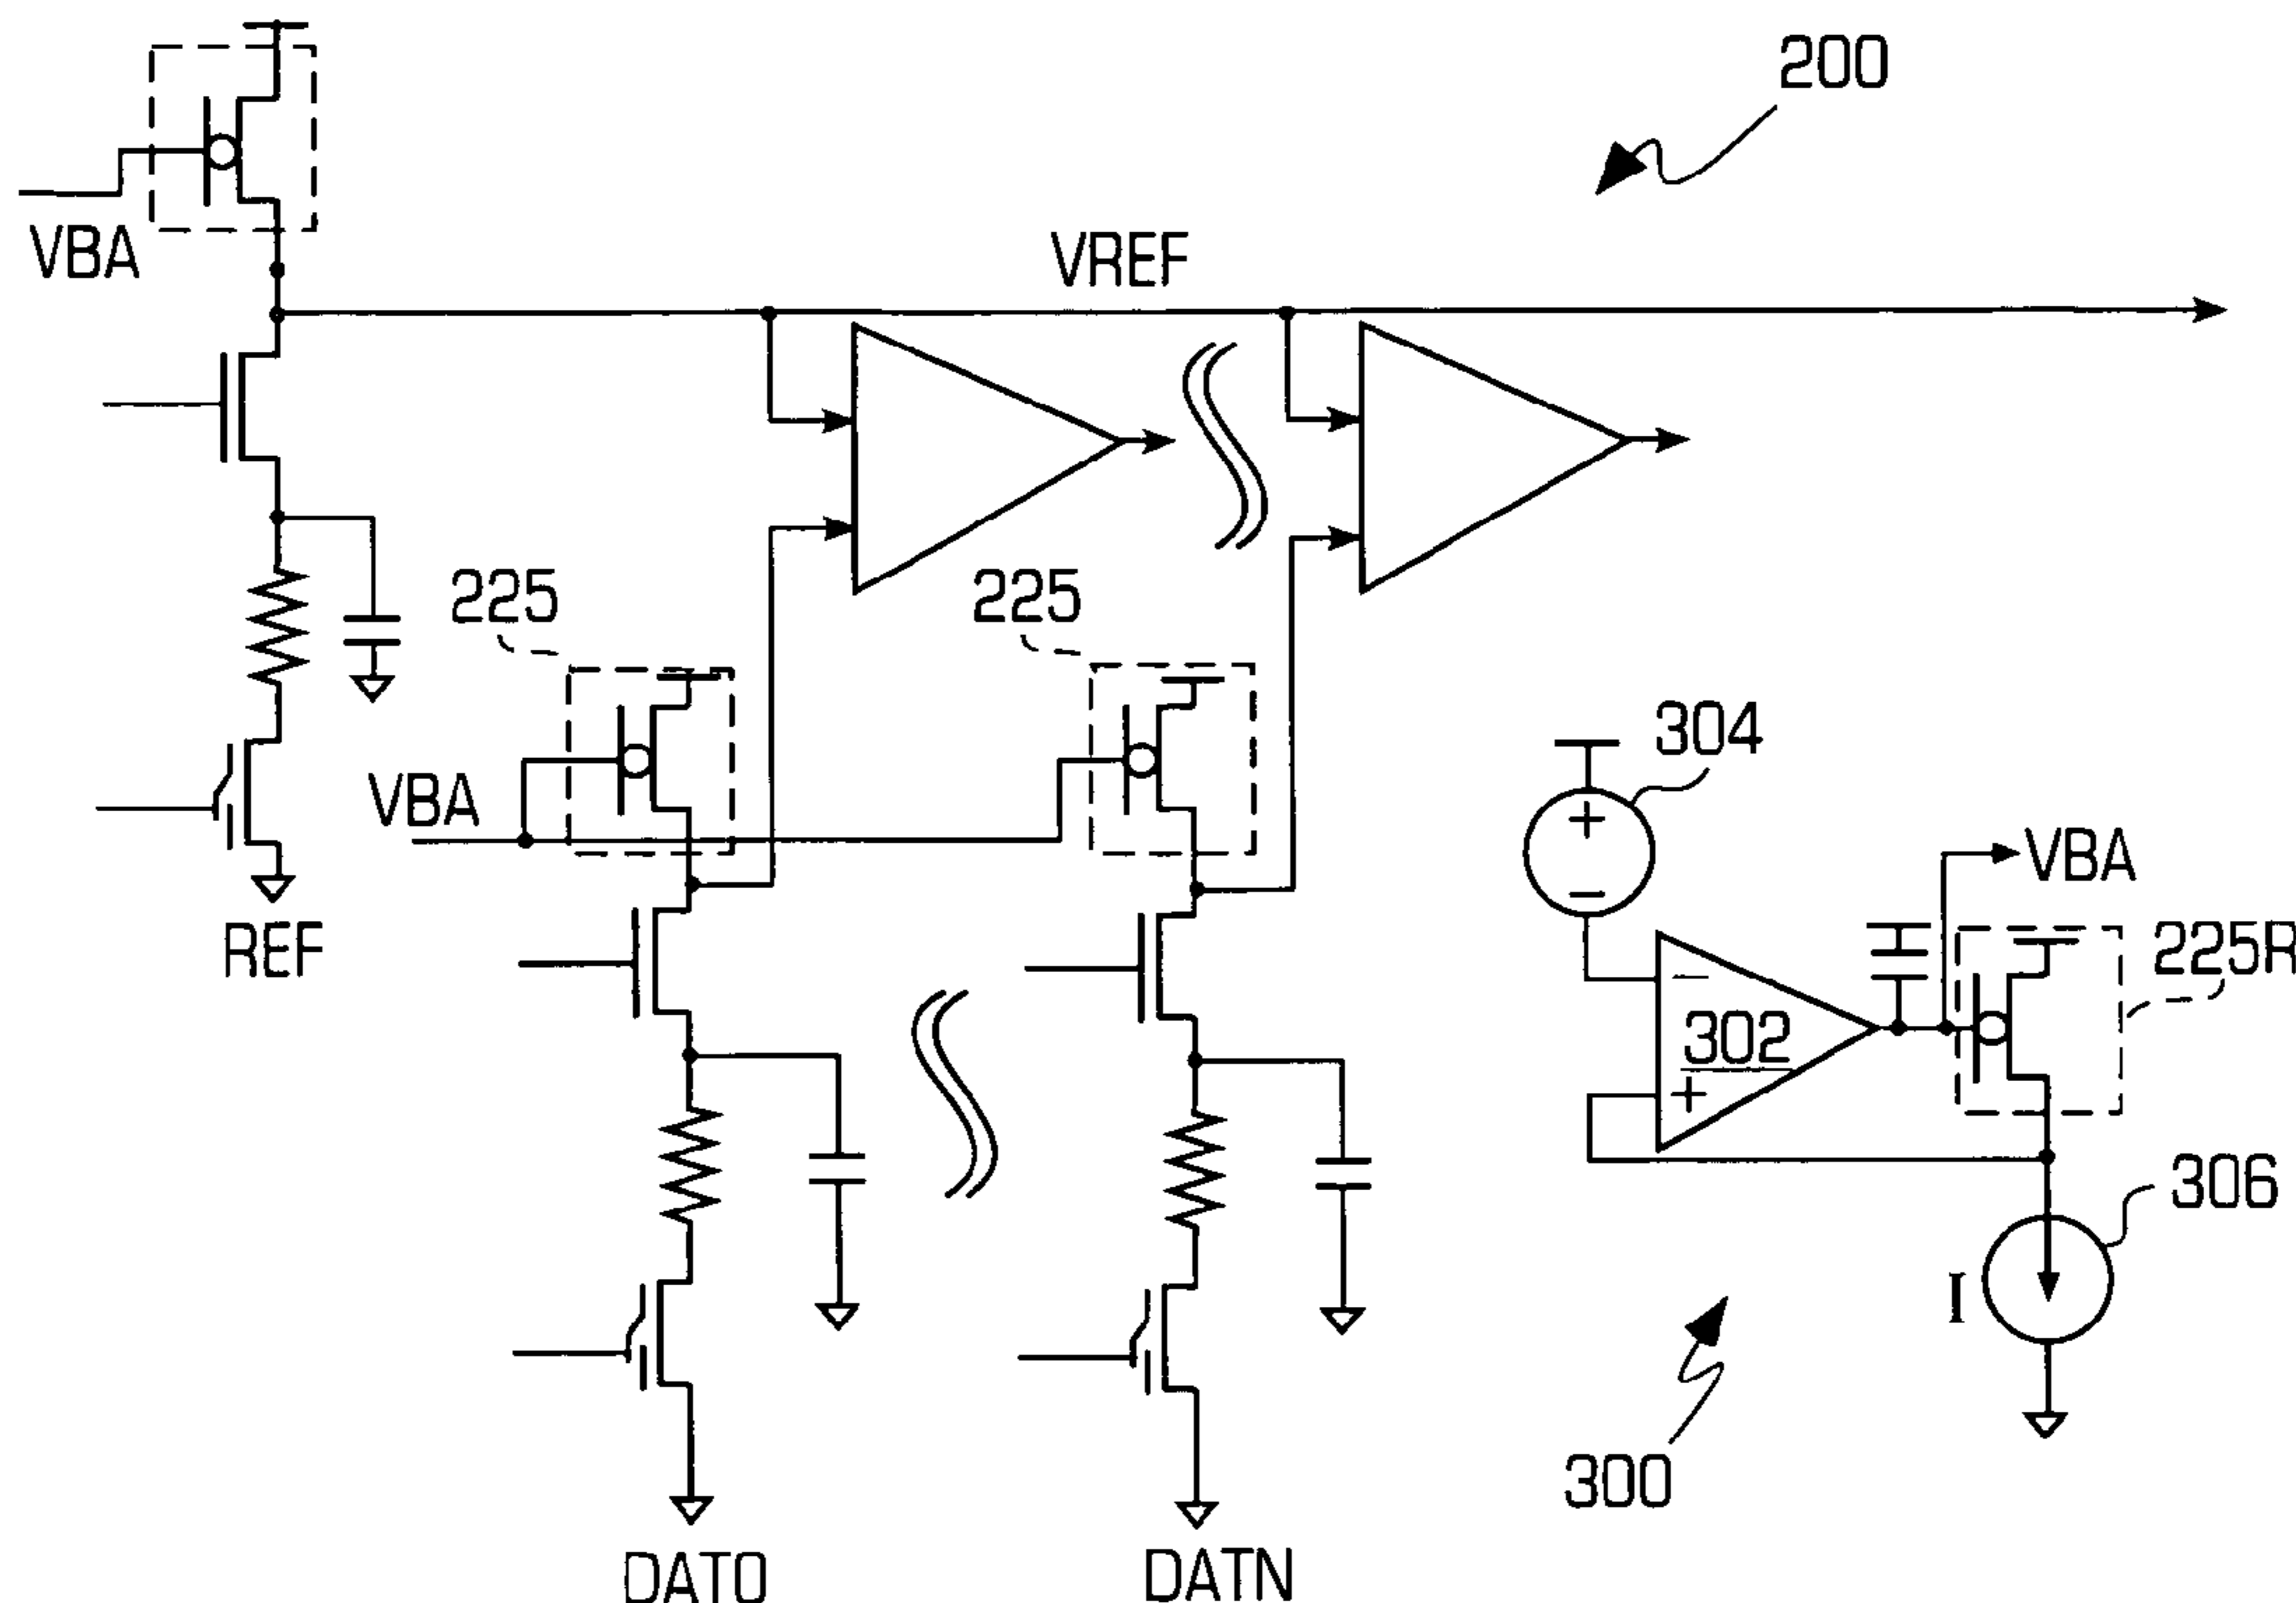 200
VBA
VREF
225
225
304
VBA
VBA
REF
225R
302
−
+
+
−
306
I
300
DAT0
DATN